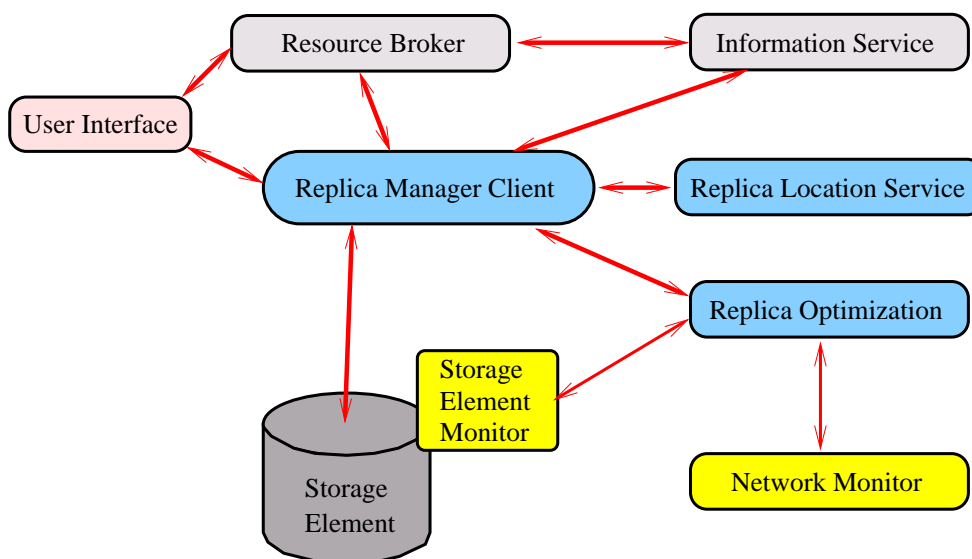 Resource Broker
Information Service
User Interface
Replica Manager Client
Replica Location Service
Replica Optimization
Storage
Element
Monitor
Network Monitor
Storage
Element